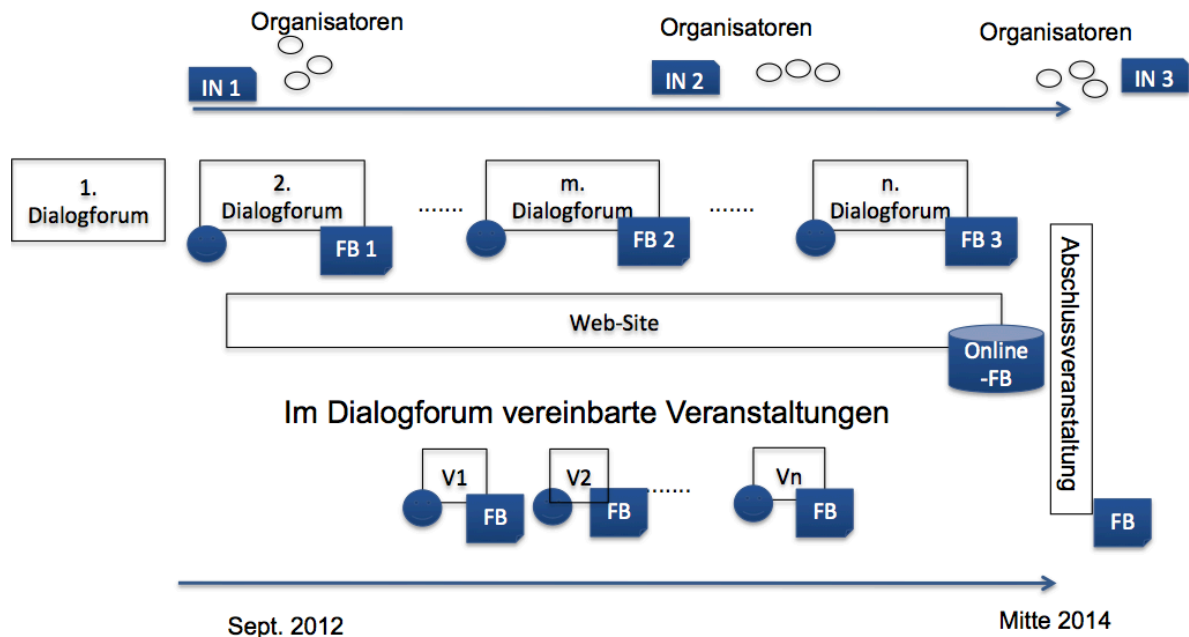 Organisatoren
Organisatoren
Organisatoren
IN 1
IN 2
IN 3
1.
Dialogforum
2.
Dialogforum
.......
m.
Dialogforum
.......
n.
Dialogforum
FB 1
FB 2
FB 3
Abschlussveranstaltung
Web-Site
Online
-FB
Im Dialogforum vereinbarte Veranstaltungen
V1
V2
.......
Vn
FB
FB
FB
FB
Sept. 2012
Mitte 2014